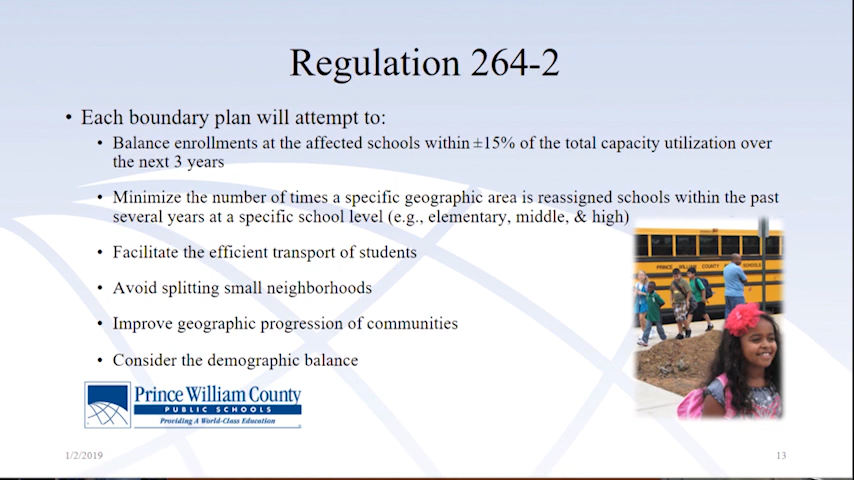 Regulation 264-2
• Each boundary plan will attempt to:
• Balance enrollments at the affected schools within ±15% of the total capacity utilization over
the next 3 years
• Minimize the number of times a specific geographic area is reassigned schools within the past
several years at a specific school level (e.g., elementary, middle, & high)
• Facilitate the efficient transport of students
PRINCE WILLIAM COUNTY SCHOOLS
• Avoid splitting small neighborhoods
• Improve geographic progression of communities
• Consider the demographic balance
Prince William County
PUBLIC SCHOOLS
Providing A World-Class Education
1/2/2019
13